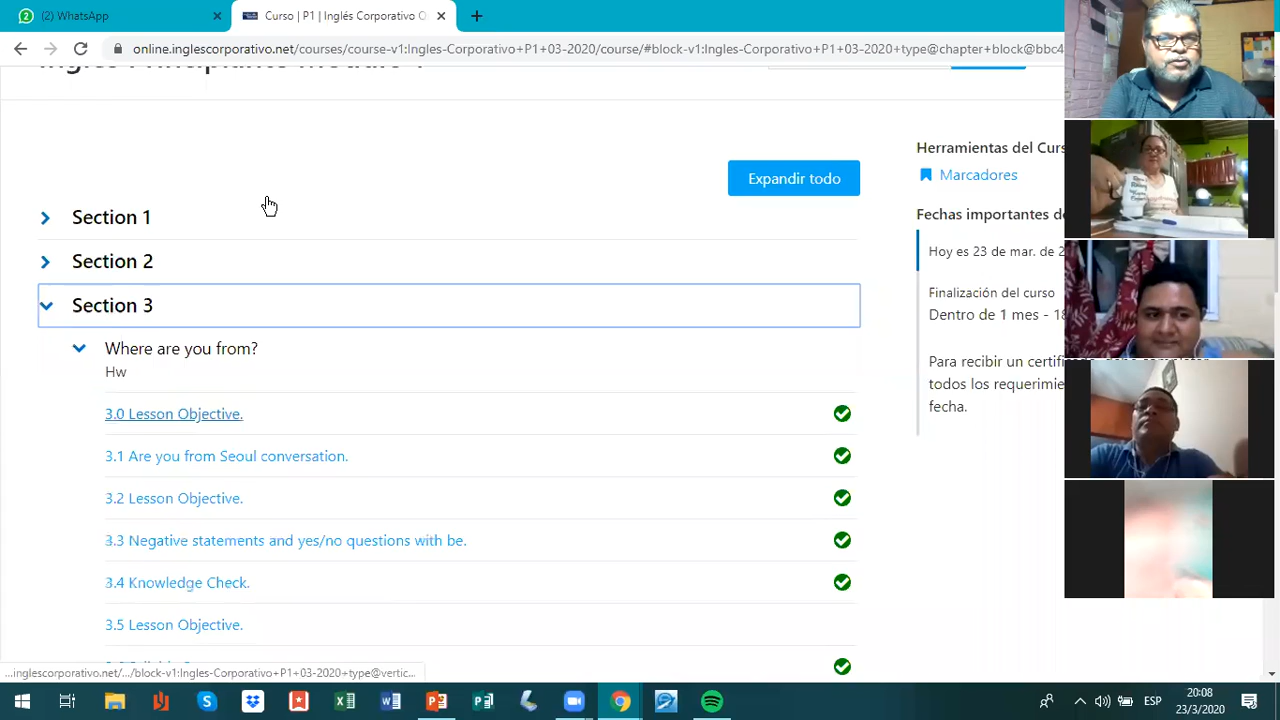 (2) WhatsApp
Curso | P1 | Inglés Corporativo O
online.inglescorporativo.net/courses/course-v1:Ingles-Corporativo+P1+03-2020/course/#block-v1:Ingles-Corporativo+P1+03-2020+type@chapter+block@bbc4
Expandir todo
Section 1
Section 2
Section 3
Where are you from?
Hw
3.0 Lesson Objective.
3.1 Are you from Seoul conversation.
3.2 Lesson Objective.
3.3 Negative statements and yes/no questions with be.
3.4 Knowledge Check.
3.5 Lesson Objective.
Herramientas del Curs
Marcadores
Fechas importantes de
Hoy es 23 de mar. de 2
Finalización del curso
Dentro de 1 mes - 18
Para recibir un certificado, debe completar
todos los requerimie
fecha.
...inglescorporativo.net/.../block-v1:Ingles-Corporativo+P1+03-2020+type@vertic...
ESP
20:08
23/3/2020